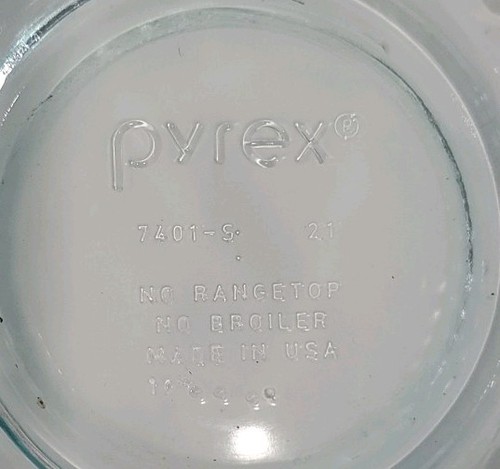 pyrex®
7401-S 21
NO RANGETOP
NO BROILER
MADE IN USA